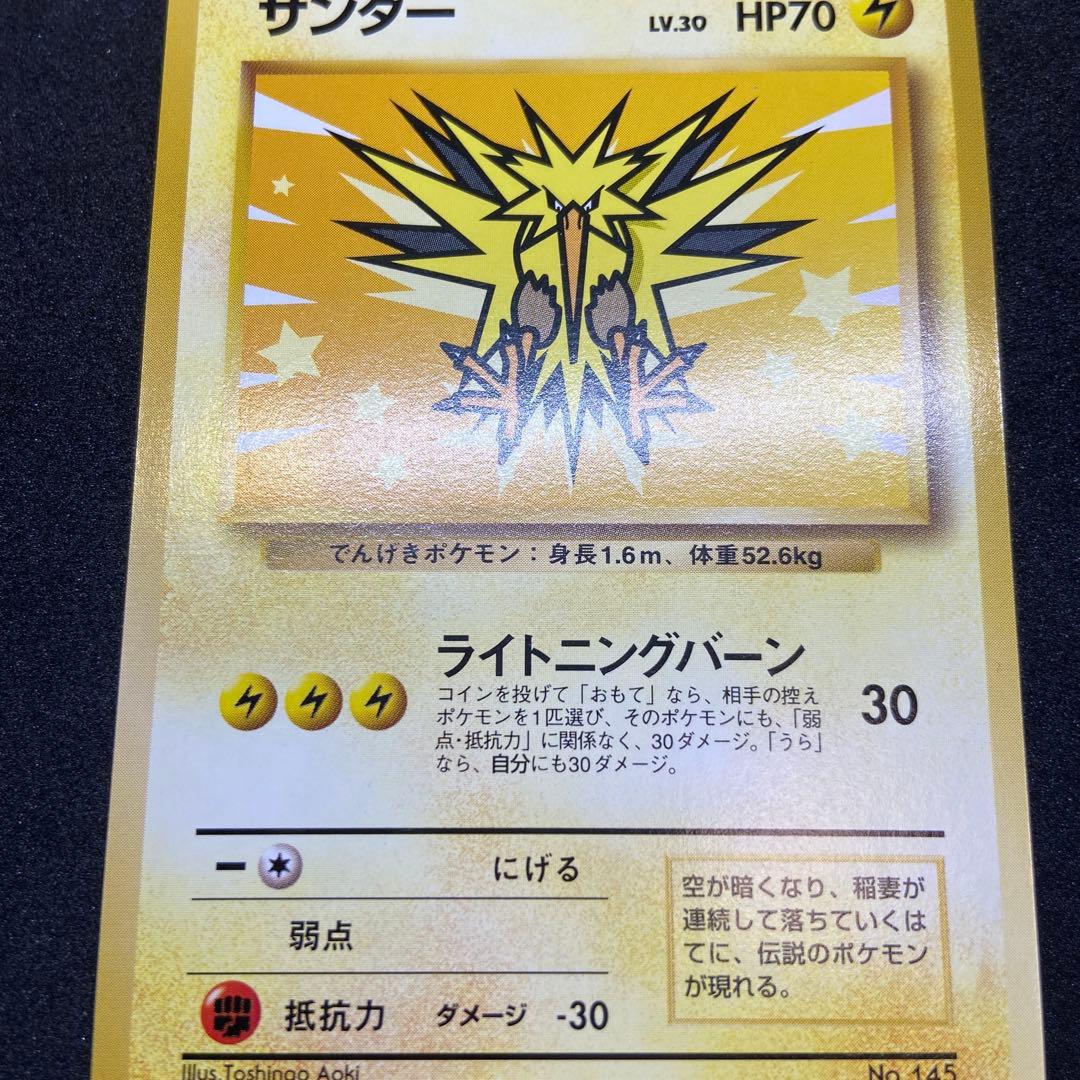 サンダー LV.30 HP70
でんげきポケモン：身長1.6m、体重52.6kg
ライトニングバーン
コインを投げて「おもて」なら、相手の控え
ポケモンを1匹選び、そのポケモンにも、「弱
点・抵抗力」に関係なく、30ダメージ。「うら」
なら、自分にも30ダメージ。
30
にげる
弱点
抵抗力 ダメージ -30
空が暗くなり、稲妻が
連続して落ちていくは
てに、伝説のポケモン
が現れる。
Illus.Toshinao Aoki
No.145